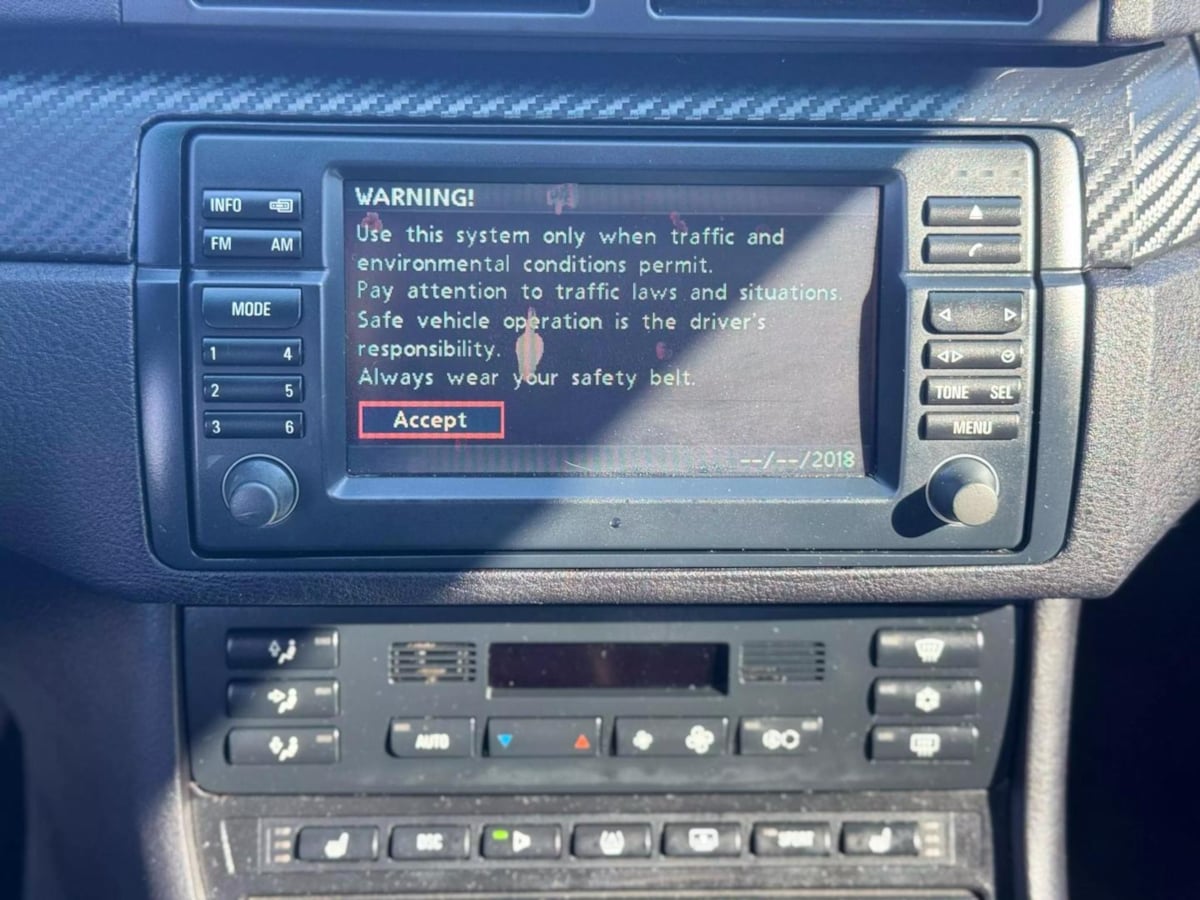 WARNING!
INFO
Use this system only when traffic and
FM AM
environmental conditions permit.
Pay attention to traffic laws and situations.
MODE
Safe vehicle operation is the driver's
1 4
responsibility.
Always wear your safety belt.
2 5
TONE SEL
Accept
3 6
MENU
--/--/2018
AUTO
DSC
SPORT